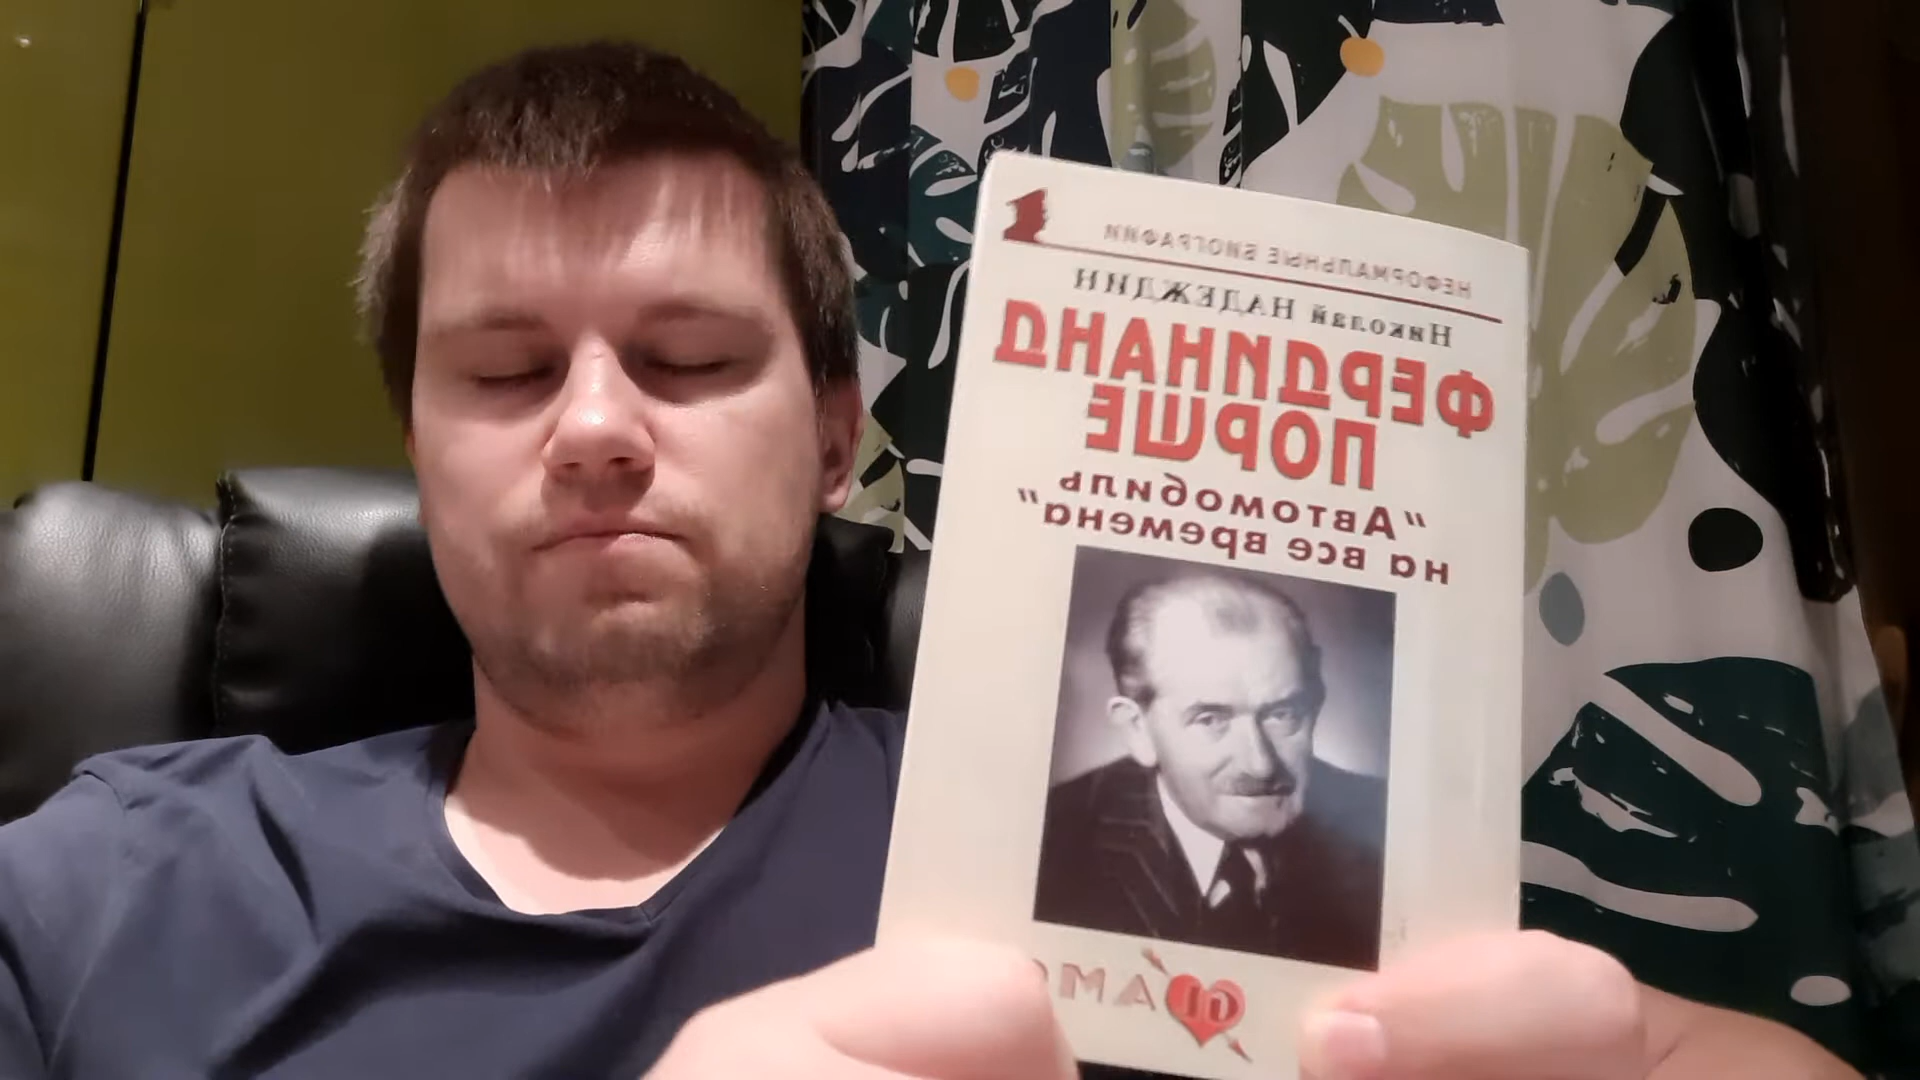 НЕФОРМАЛЬНЫЕ БИОГРАФИИ
Николай НАДЕЖДИН
ФЕРДИНАНД
ПОРШЕ
"Автомобиль
на все времена"